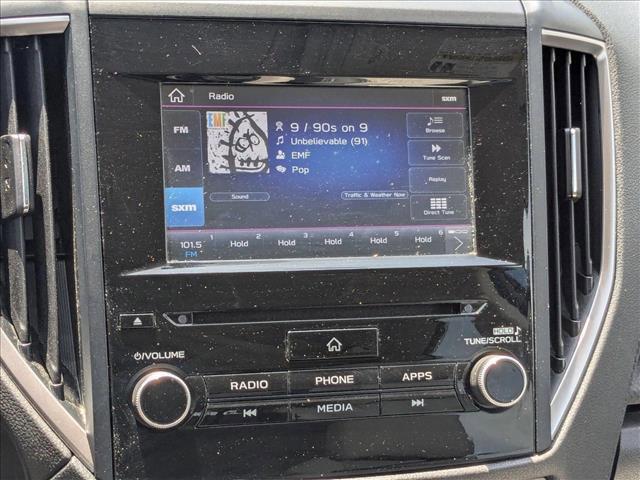 Radio
sxm
FM
AM
sxm
EMF
9 / 90s on 9
Unbelievable (91)
EMF
Pop
Sound
Traffic & Weather Now
Browse
Tune Scan
Replay
Direct Tune
101.5
FM
1 Hold
2 Hold
3 Hold
4 Hold
5 Hold
6
/VOLUME
HOLD
TUNE/SCROLL
RADIO
PHONE
APPS
MEDIA